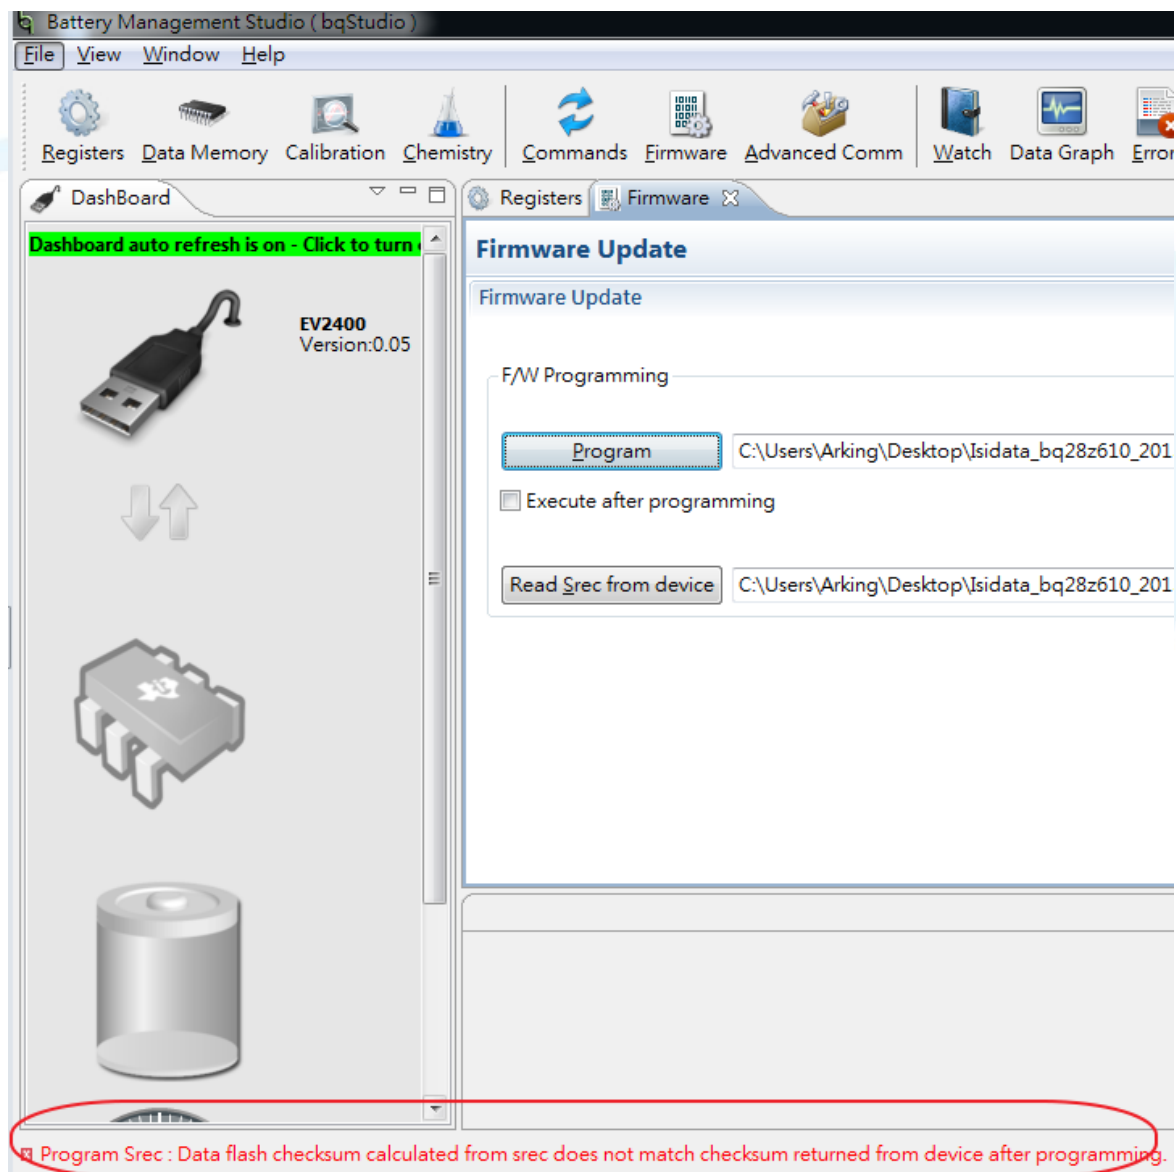 Battery Management Studio ( bqStudio )
File View Window Help
Registers Data Memory Calibration Chemistry Commands Firmware Advanced Comm Watch Data Graph Error
DashBoard
Registers Firmware
Dashboard auto refresh is on - Click to turn
Firmware Update
Firmware Update
EV2400
Version:0.05
F/W Programming
Program C:\Users\Arking\Desktop\Isidata_bq28z610_201
Execute after programming
Read Srec from device C:\Users\Arking\Desktop\Isidata_bq28z610_201
Program Srec : Data flash checksum calculated from srec does not match checksum returned from device after programming.